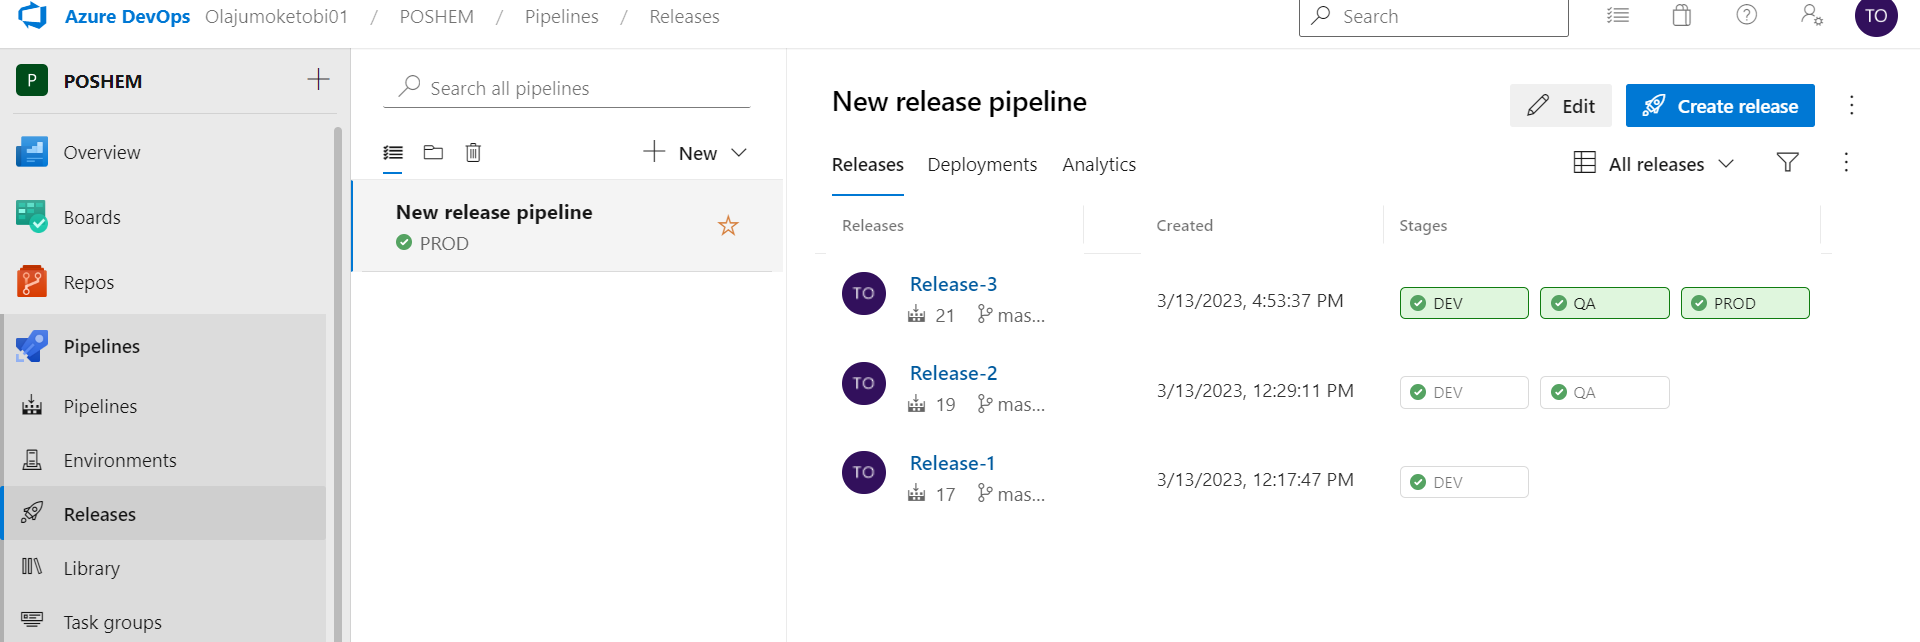 Azure DevOps Olajumoketobi01 / POSHEM / Pipelines / Releases
Search
TO
P POSHEM
Overview
Boards
Repos
Pipelines
Pipelines
Environments
Releases
Library
Task groups
Search all pipelines
New
New release pipeline
PROD
New release pipeline
Edit
Create release
Releases Deployments Analytics
All releases
Releases Created Stages
TO Release-3
21 mas...
3/13/2023, 4:53:37 PM
DEV QA PROD
TO Release-2
19 mas...
3/13/2023, 12:29:11 PM
DEV QA
TO Release-1
17 mas...
3/13/2023, 12:17:47 PM
DEV